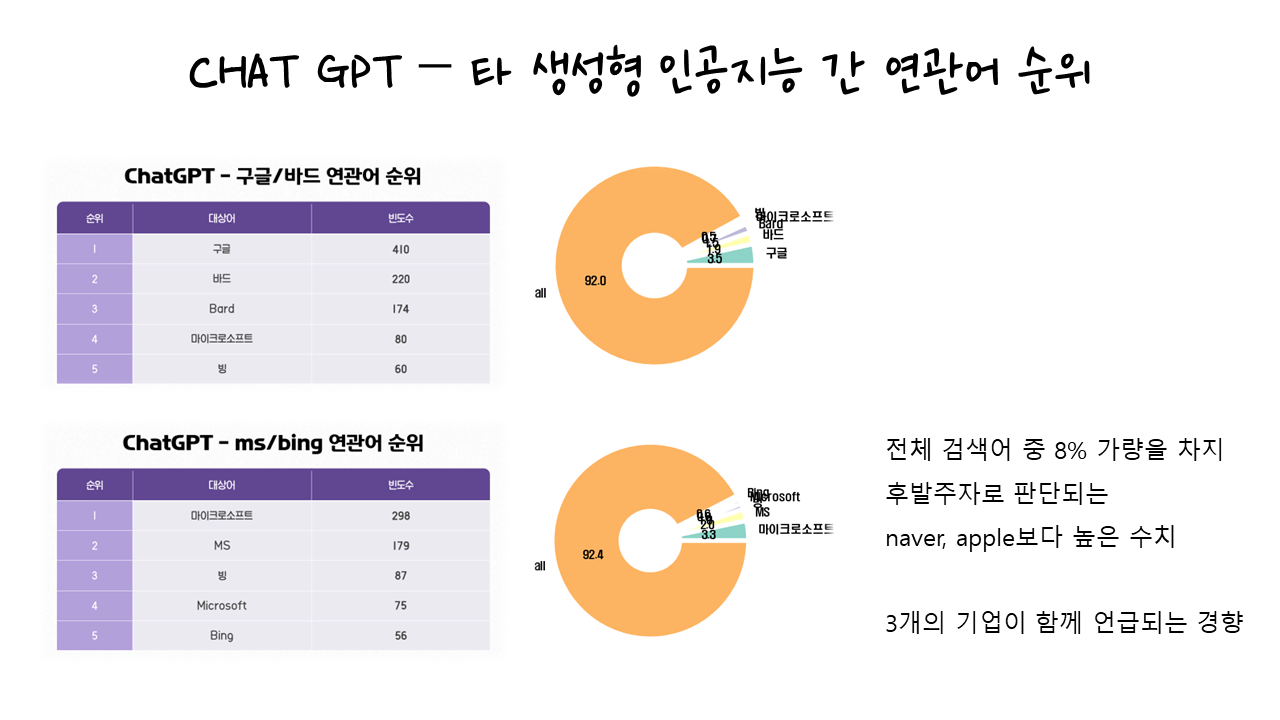 CHAT GPT — 타 생성형 인공지능 간 연관어 순위
ChatGPT - 구글/바드 연관어 순위
순위 대상어 빈도수
1 구글 410
2 바드 220
3 Bard 174
4 마이크로소프트 80
5 빙 60
빙
마이크로소프트
Bard
바드
구글
0.5
1.9
3.5
92.0
all
ChatGPT - ms/bing 연관어 순위
순위 대상어 빈도수
1 마이크로소프트 298
2 MS 179
3 빙 87
4 Microsoft 75
5 Bing 56
Bing
Microsoft
빙
MS
마이크로소프트
0.6
2.0
3.3
92.4
all
전체 검색어 중 8% 가량을 차지
후발주자로 판단되는
naver, apple보다 높은 수치
3개의 기업이 함께 언급되는 경향